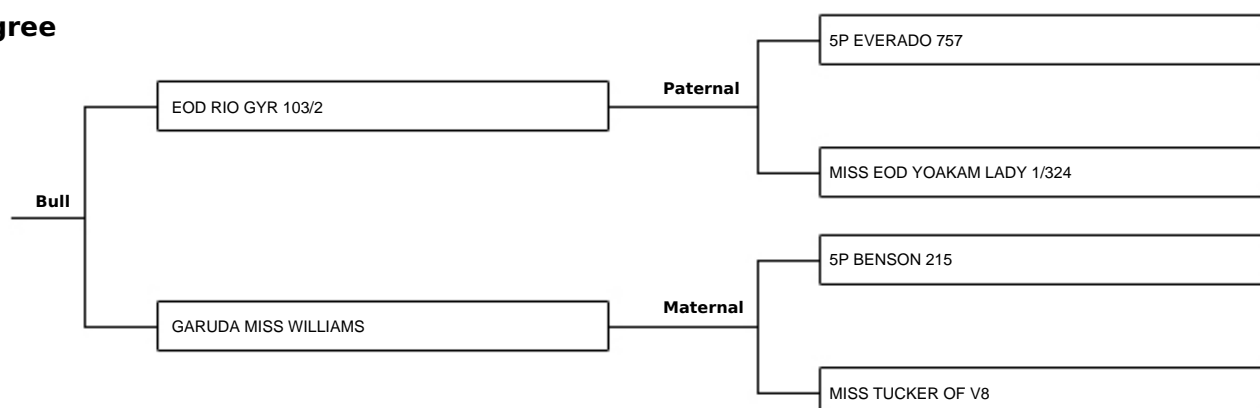 5P EVERADO 757
EOD RIO GYR 103/2
Paternal
MISS EOD YOAKAM LADY 1/324
Bull
5P BENSON 215
GARUDA MISS WILLIAMS
Maternal
MISS TUCKER OF V8